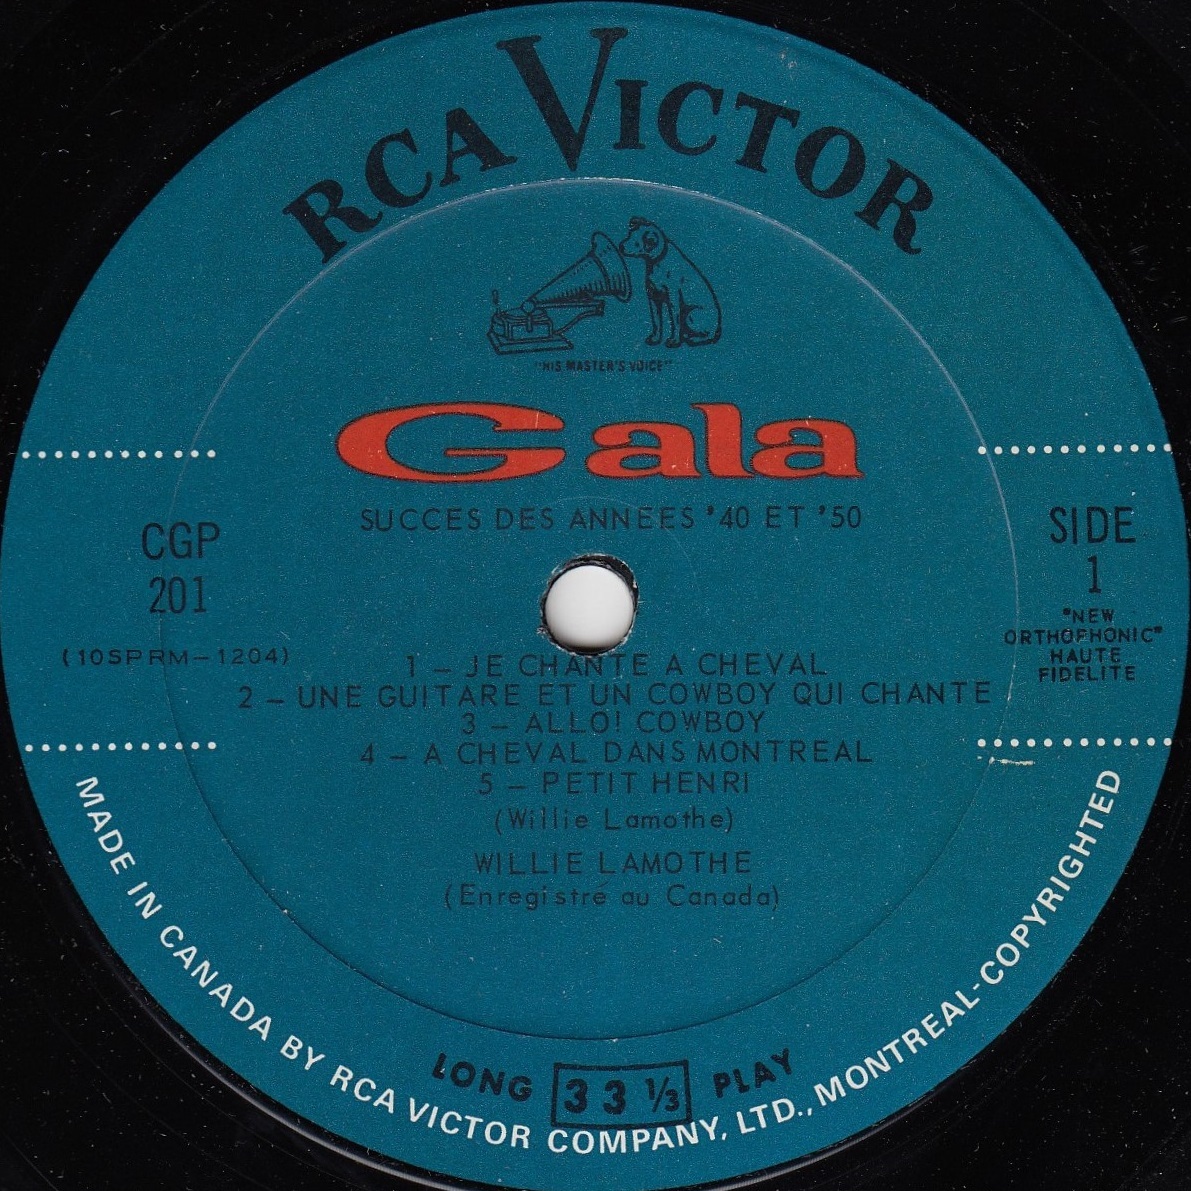 RCA VICTOR
"HIS MASTER'S VOICE"
Gala
SUCCES DES ANNEES '40 ET '50
CGP
201
(10SPRM-1204)
SIDE
1
"NEW
ORTHOPHONIC"
HAUTE
FIDELITE
1 - JE CHANTE A CHEVAL
2 - UNE GUITARE ET UN COWBOY QUI CHANTE
3 - ALLO! COWBOY
4 - A CHEVAL DANS MONTREAL
5 - PETIT HENRI
(Willie Lamothe)
WILLIE LAMOTHE
(Enregistré au Canada)
LONG 33 1/3 PLAY
MADE IN CANADA BY RCA VICTOR COMPANY, LTD., MONTREAL-COPYRIGHTED